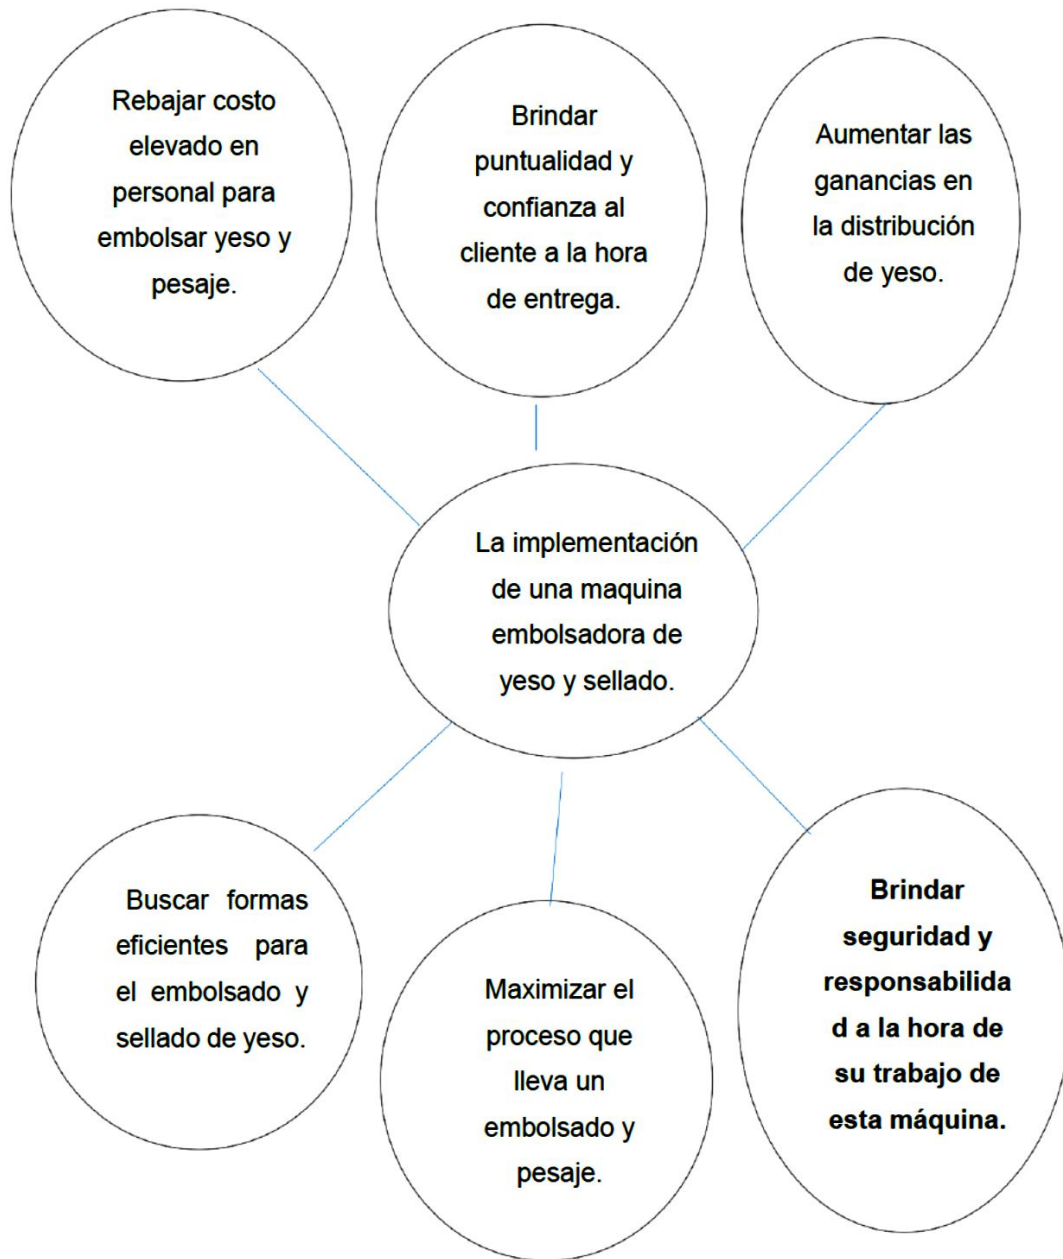 Rebajar costo
elevado en
personal para
embolsar yeso y
pesaje.
Brindar
puntualidad y
confianza al
cliente a la hora
de entrega.
Aumentar las
ganancias en
la distribución
de yeso.
La implementación
de una maquina
embolsadora de
yeso y sellado.
Buscar formas
eficientes para
el embolsado y
sellado de yeso.
Maximizar el
proceso que
lleva un
embolsado y
pesaje.
Brindar
seguridad y
responsabilida
d a la hora de
su trabajo de
esta máquina.